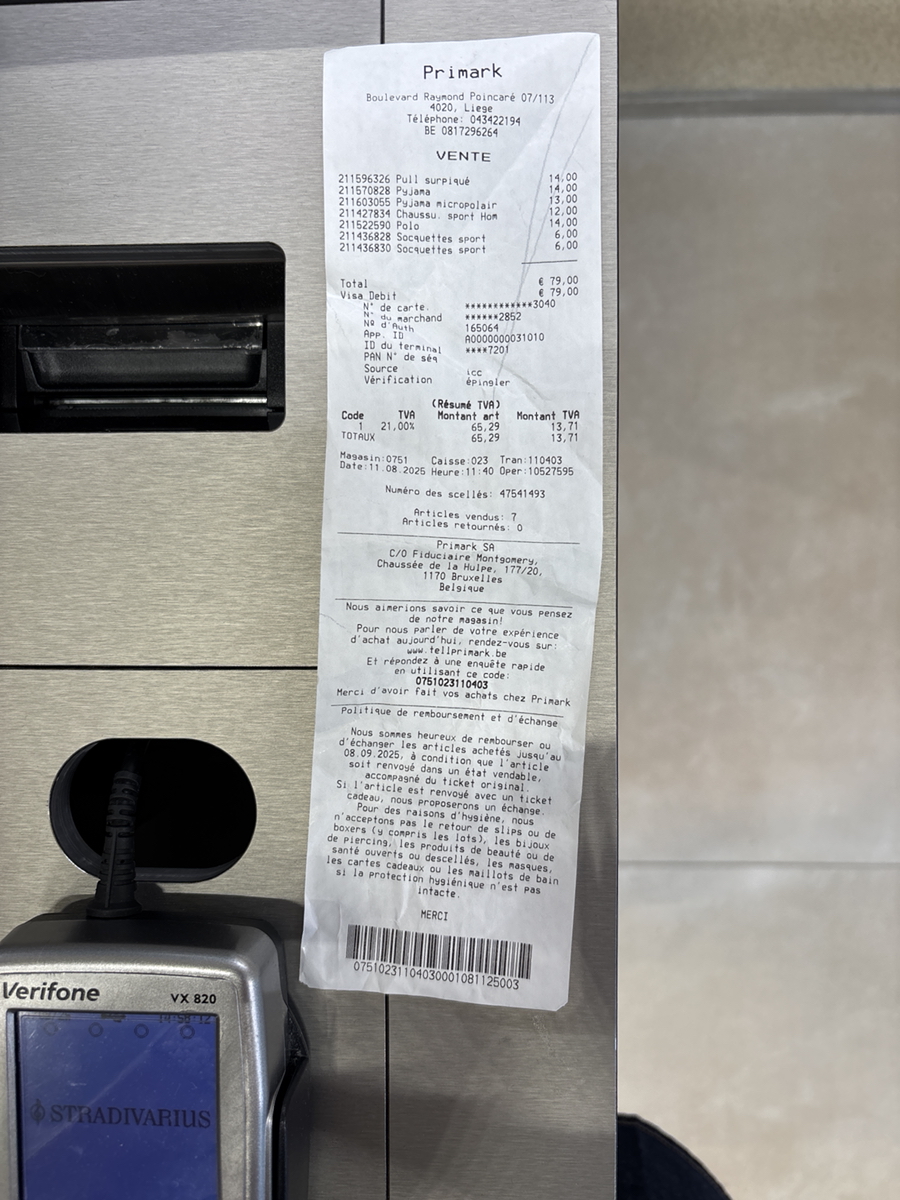 Primark
Boulevard Raymond Poincaré 07/113
4020, Liege
Téléphone: 043422194
BE 0817296264
VENTE
211596326 Pull surpiqué 14,00
211570828 Pyjama 14,00
211603055 Pyjama micropolair 13,00
211427834 Chaussu. sport Hom 12,00
211522590 Polo 14,00
211436828 Socquettes sport 6,00
211436830 Socquettes sport 6,00
Total € 79,00
Visa Debit € 79,00
N° de carte. ************3040
N° du marchand ******2852
Nº d'Auth 165064
App. ID A0000000031010
ID du terminal ****7201
PAN N° de séq
Source icc
Vérification épingler
(Résumé TVA)
Code TVA Montant art Montant TVA
1 21,00% 65,29 13,71
TOTAUX 65,29 13,71
Magasin:0751 Caisse:023 Tran:110403
Date:11.08.2025 Heure:11:40 Oper:10527595
Numéro des scellés: 47541493
Articles vendus: 7
Articles retournés: 0
Primark SA
C/O Fiduciaire Montgomery,
Chaussée de la Hulpe, 177/20,
1170 Bruxelles
Belgique
Nous aimerions savoir ce que vous pensez
de notre magasin!
Pour nous parler de votre expérience
d'achat aujourd'hui, rendez-vous sur:
www.tellprimark.be
Et répondez à une enquête rapide
en utilisant ce code:
0751023110403
Merci d'avoir fait vos achats chez Primark
Politique de remboursement et d'échange
Nous sommes heureux de rembourser ou
d'échanger les articles achetés jusqu'au
08.09.2025, à condition que l'article
soit renvoyé dans un état vendable,
accompagné du ticket original.
Si l'article est renvoyé avec un ticket
cadeau, nous proposerons un échange.
Pour des raisons d'hygiène, nous
n'acceptons pas le retour de slips ou de
boxers (y compris les lots), les bijoux
de piercing, les produits de beauté ou de
santé ouverts ou descellés, les masques,
les cartes cadeaux ou les maillots de bain
si la protection hygiénique n'est pas
intacte.
MERCI
07510231104030001081125003
Verifone VX 820
STRADIVARIUS